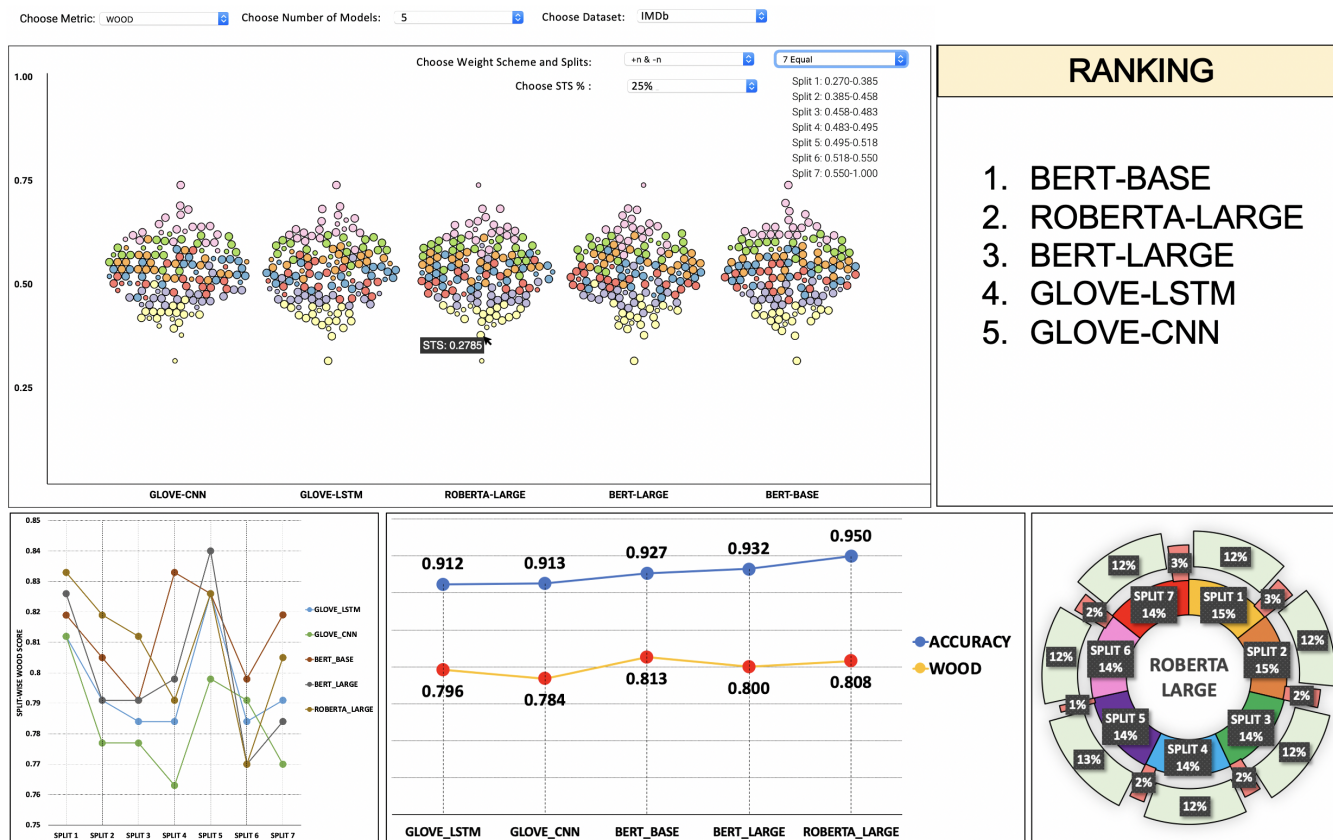 Choose Metric: WOOD Choose Number of Models: 5 Choose Dataset: IMDb
Choose Weight Scheme and Splits: +n & -n 7 Equal
Choose STS % : 25%
Split 1: 0.270-0.385
Split 2: 0.385-0.458
Split 3: 0.458-0.483
Split 4: 0.483-0.495
Split 5: 0.495-0.518
Split 6: 0.518-0.550
Split 7: 0.550-1.000
1.00
0.75
0.50
0.25
STS: 0.2785
GLOVE-CNN GLOVE-LSTM ROBERTA-LARGE BERT-LARGE BERT-BASE
RANKING
1. BERT-BASE
2. ROBERTA-LARGE
3. BERT-LARGE
4. GLOVE-LSTM
5. GLOVE-CNN
SPLIT-WISE WOOD SCORE
0.85
0.84
0.83
0.82
0.81
0.8
0.79
0.78
0.77
0.76
0.75
SPLIT 1 SPLIT 2 SPLIT 3 SPLIT 4 SPLIT 5 SPLIT 6 SPLIT 7
GLOVE_LSTM
GLOVE_CNN
BERT_BASE
BERT_LARGE
ROBERTA_LARGE
0.912 0.913 0.927 0.932 0.950
0.796 0.784 0.813 0.800 0.808
ACCURACY
WOOD
GLOVE_LSTM GLOVE_CNN BERT_BASE BERT_LARGE ROBERTA_LARGE
ROBERTA
LARGE
SPLIT 1
15%
SPLIT 2
15%
SPLIT 3
14%
SPLIT 4
14%
SPLIT 5
14%
SPLIT 6
14%
SPLIT 7
14%
12%
3%
12%
2%
12%
2%
12%
2%
13%
1%
12%
2%
12%
3%